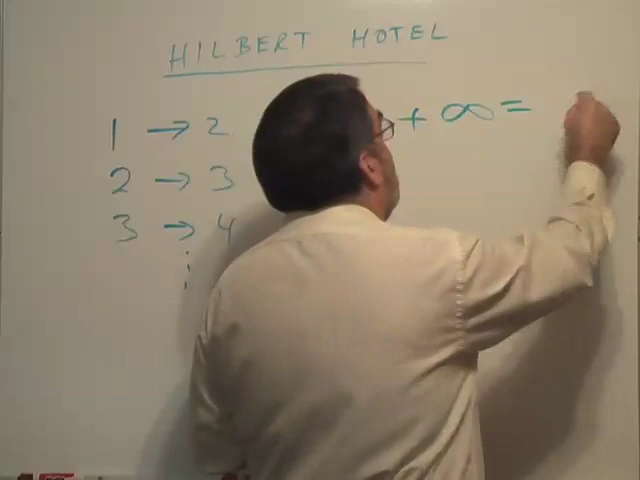 HILBERT HOTEL
1 → 2
+ ∞ =
2 → 3
3 → 4
⋮